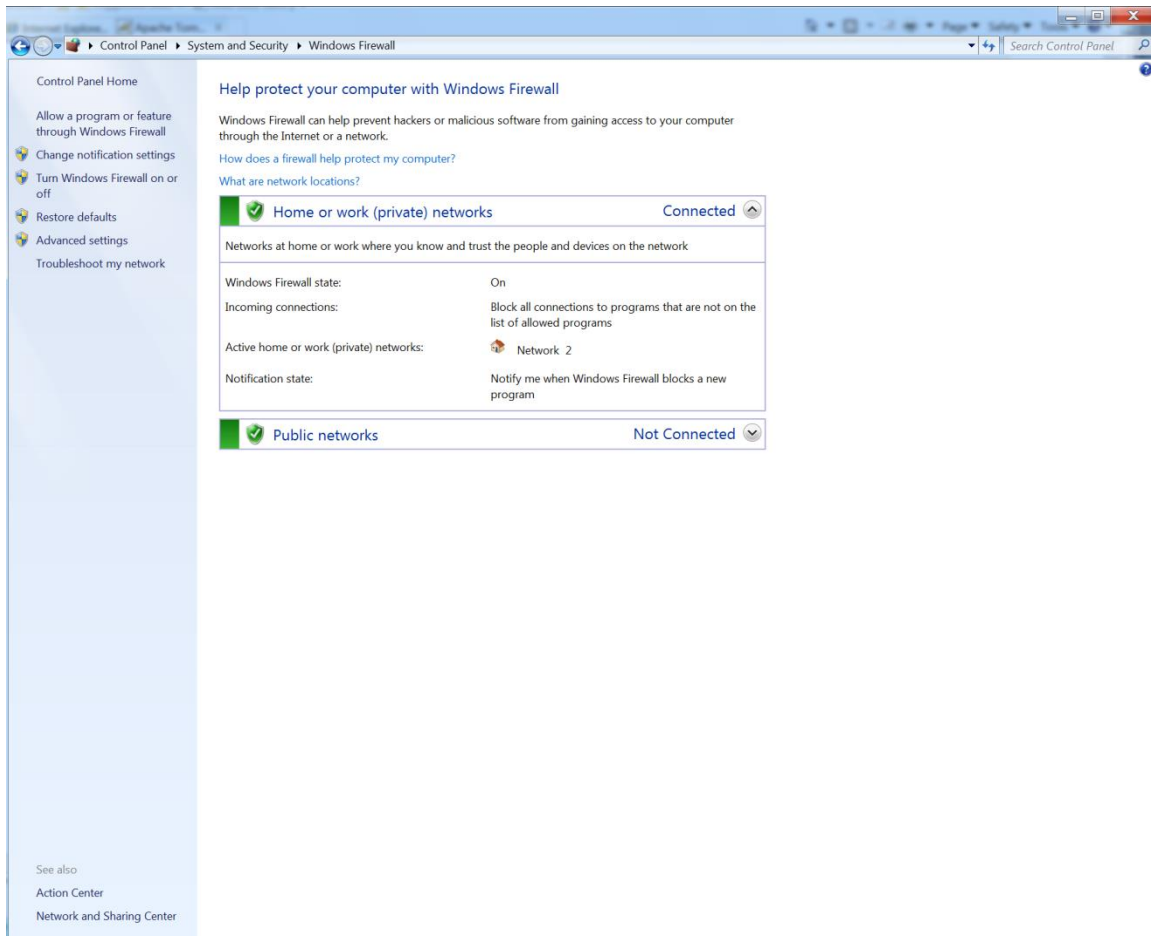 Internet Explore... Apache Tom...
Page Safety
Control Panel System and Security Windows Firewall
Search Control Panel
Control Panel Home
Allow a program or feature
through Windows Firewall
Change notification settings
Turn Windows Firewall on or
off
Restore defaults
Advanced settings
Troubleshoot my network
See also
Action Center
Network and Sharing Center
Help protect your computer with Windows Firewall
Windows Firewall can help prevent hackers or malicious software from gaining access to your computer
through the Internet or a network.
How does a firewall help protect my computer?
What are network locations?
Home or work (private) networks Connected
Networks at home or work where you know and trust the people and devices on the network
Windows Firewall state: On
Incoming connections: Block all connections to programs that are not on the
list of allowed programs
Active home or work (private) networks: Network 2
Notification state: Notify me when Windows Firewall blocks a new
program
Public networks Not Connected